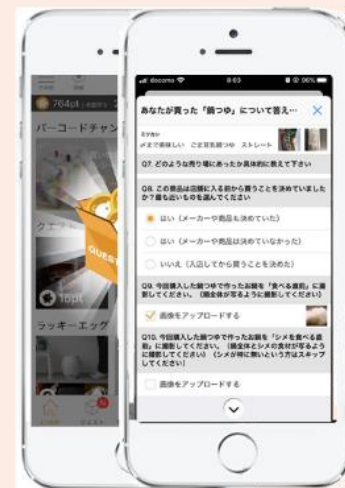 764pt
バーコードチャン
QUEST
10pt
ラッキーエッグ
docomo
8:03
96%
あなたが買った「鍋つゆ」について答え…
ミツカン
〆まで美味しい ごま豆乳鍋つゆ ストレート
Q7. どのような売り場にあったか具体的に教えて下さい
Q8. この商品は店舗に入る前から買うことを決めていました
か？最も近いものを選んでください
はい（メーカーや商品も決めていた）
はい（メーカーや商品は決めていなかった）
いいえ（入店してから買うことを決めた）
Q9. 今回購入した鍋つゆで作ったお鍋を「食べる直前」に撮
影してください。（鍋全体が写るように撮影してください）
画像をアップロードする
Q10. 今回購入した鍋つゆで作ったお鍋を「シメを食べる直
前」に撮影してください。（鍋全体とシメの食材が写るよう
に撮影してください）（シメが特に無いという方はスキップ
してください）
画像をアップロードする